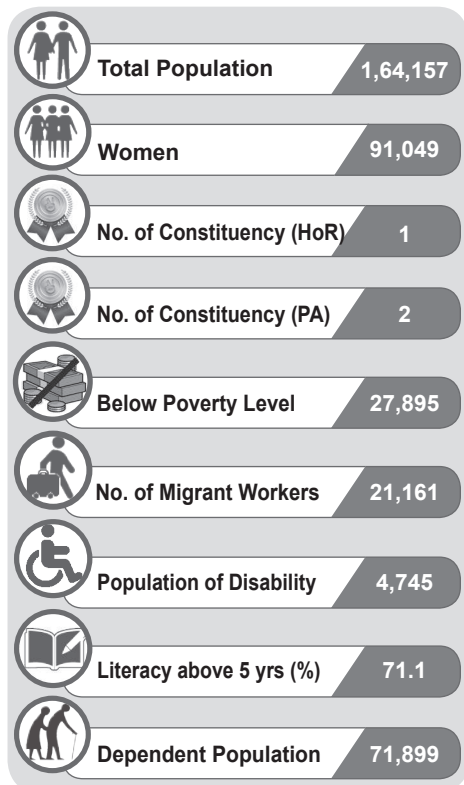 Total Population 1,64,157
Women 91,049
No. of Constituency (HoR) 1
No. of Constituency (PA) 2
Below Poverty Level 27,895
No. of Migrant Workers 21,161
Population of Disability 4,745
Literacy above 5 yrs (%) 71.1
Dependent Population 71,899